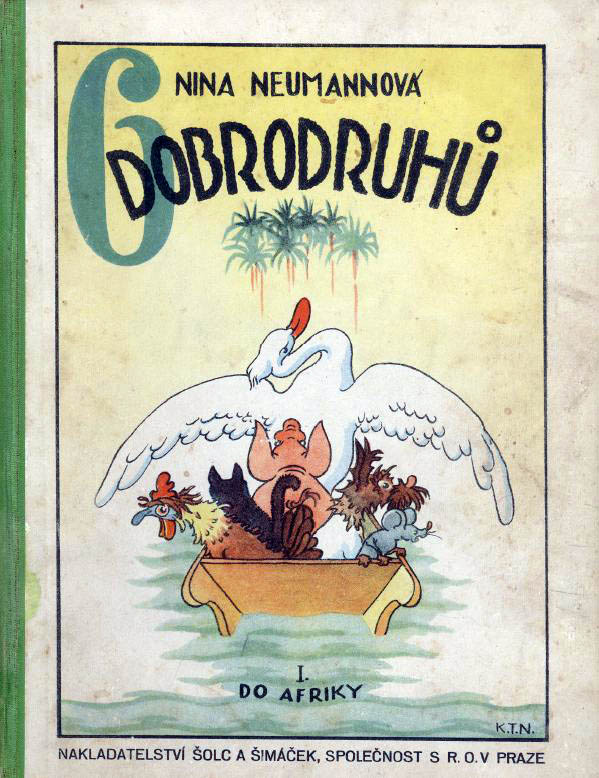 NINA NEUMANNOVÁ
6 DOBRODRUHŮ
I.
DO AFRIKY
K.T.N.
NAKLADATELSTVÍ ŠOLC A ŠIMÁČEK, SPOLEČNOST S R. O. V PRAZE